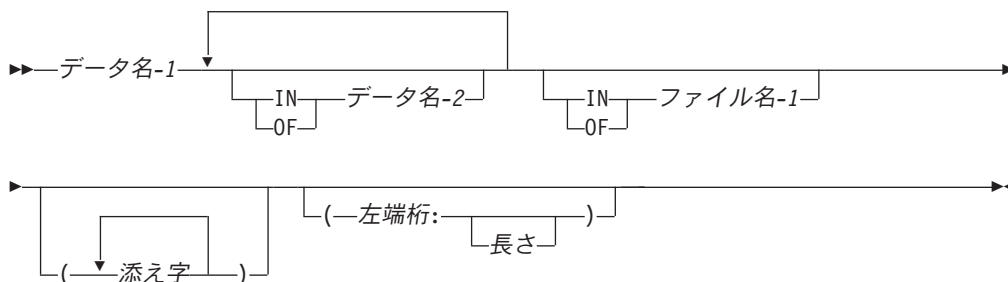 データ名-1 IN データ名-2 IN ファイル名-1
OF OF
( 左端桁: )
長さ
( 添え字 )